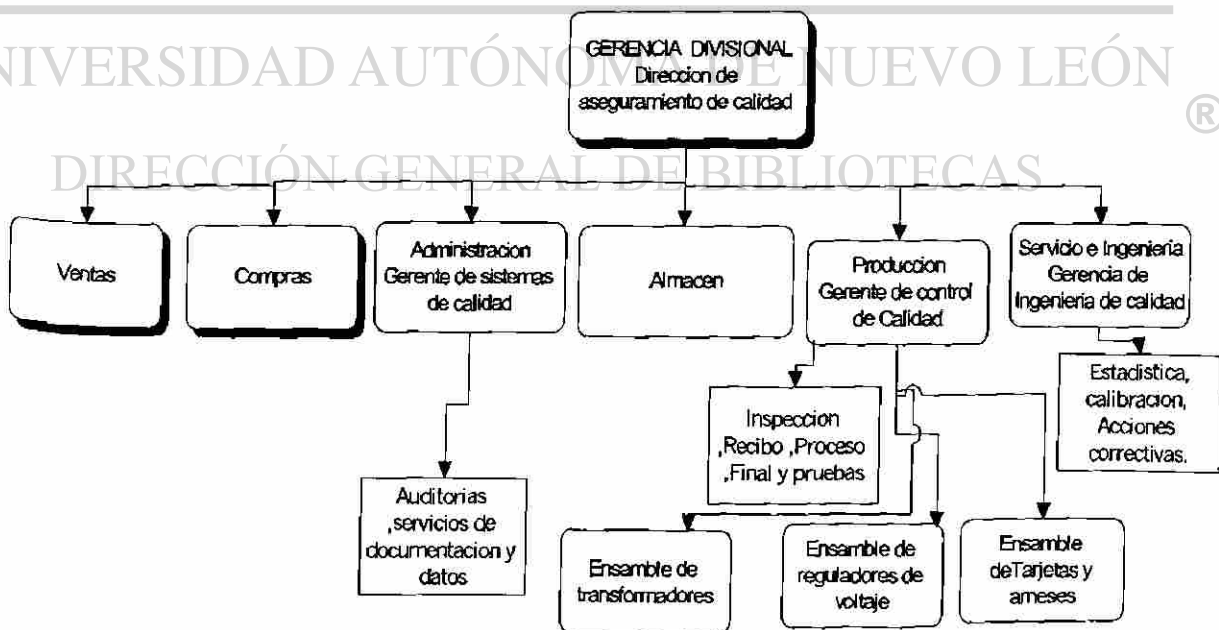 GERENCIA DIVISIONAL
Direccion de
aseguramiento de calidad
UNIVERSIDAD AUTÓNOMA DE NUEVO LEÓN
®
DIRECCIÓN GENERAL DE BIBLIOTECAS
Ventas
Compras
Administracion
Gerente de sistemas
de calidad
Almacen
Produccion
Gerente de control
de Calidad
Servicio e Ingeniería
Gerencia de
Ingenieria de calidad
Inspeccion
,Recibo ,Proceso
,Final y pruebas
Estadistica,
calibracion,
Acciones
correctivas.
Auditorias
,servicios de
documentacion y
datos
Ensamble de
transformadores
Ensamble de
reguladores de
voltaje
Ensamble
deTarjetas y
arneses